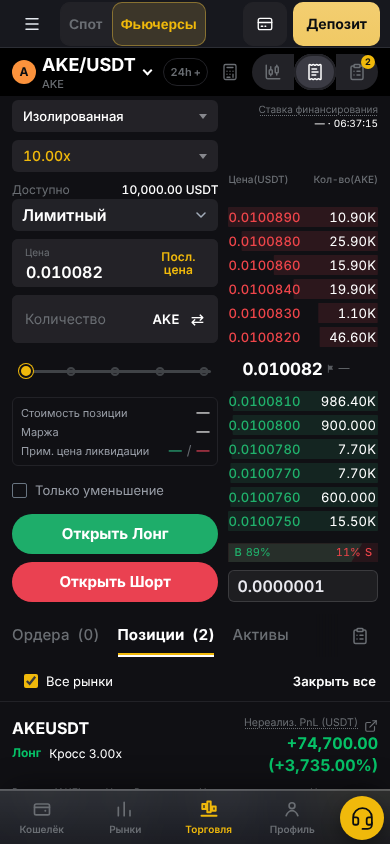 Спот
Фьючерсы
Депозит
A
AKE/USDT
AKE
24h +
2
Изолированная
10.00x
Доступно
10,000.00 USDT
Лимитный
Цена
0.010082
Посл. цена
Количество
AKE
Стоимость позиции
—
Маржа
—
Прим. цена ликвидации
— / —
Только уменьшение
Открыть Лонг
Открыть Шорт
Ставка финансирования
— · 06:37:15
Цена(USDT)
Кол-во(AKE)
0.0100890 10.90K
0.0100880 25.90K
0.0100860 15.90K
0.0100840 19.90K
0.0100830 1.10K
0.0100820 46.60K
0.010082 —
0.0100810 986.40K
0.0100800 900.000
0.0100780 7.70K
0.0100770 7.70K
0.0100760 600.000
0.0100750 15.50K
B 89% 11% S
0.0000001
Ордера (0)
Позиции (2)
Активы
Все рынки
Закрыть все
AKEUSDT
Лонг Кросс 3.00x
Нереализ. PnL (USDT)
+74,700.00
(+3,735.00%)
Кошелёк
Рынки
Торговля
Профиль